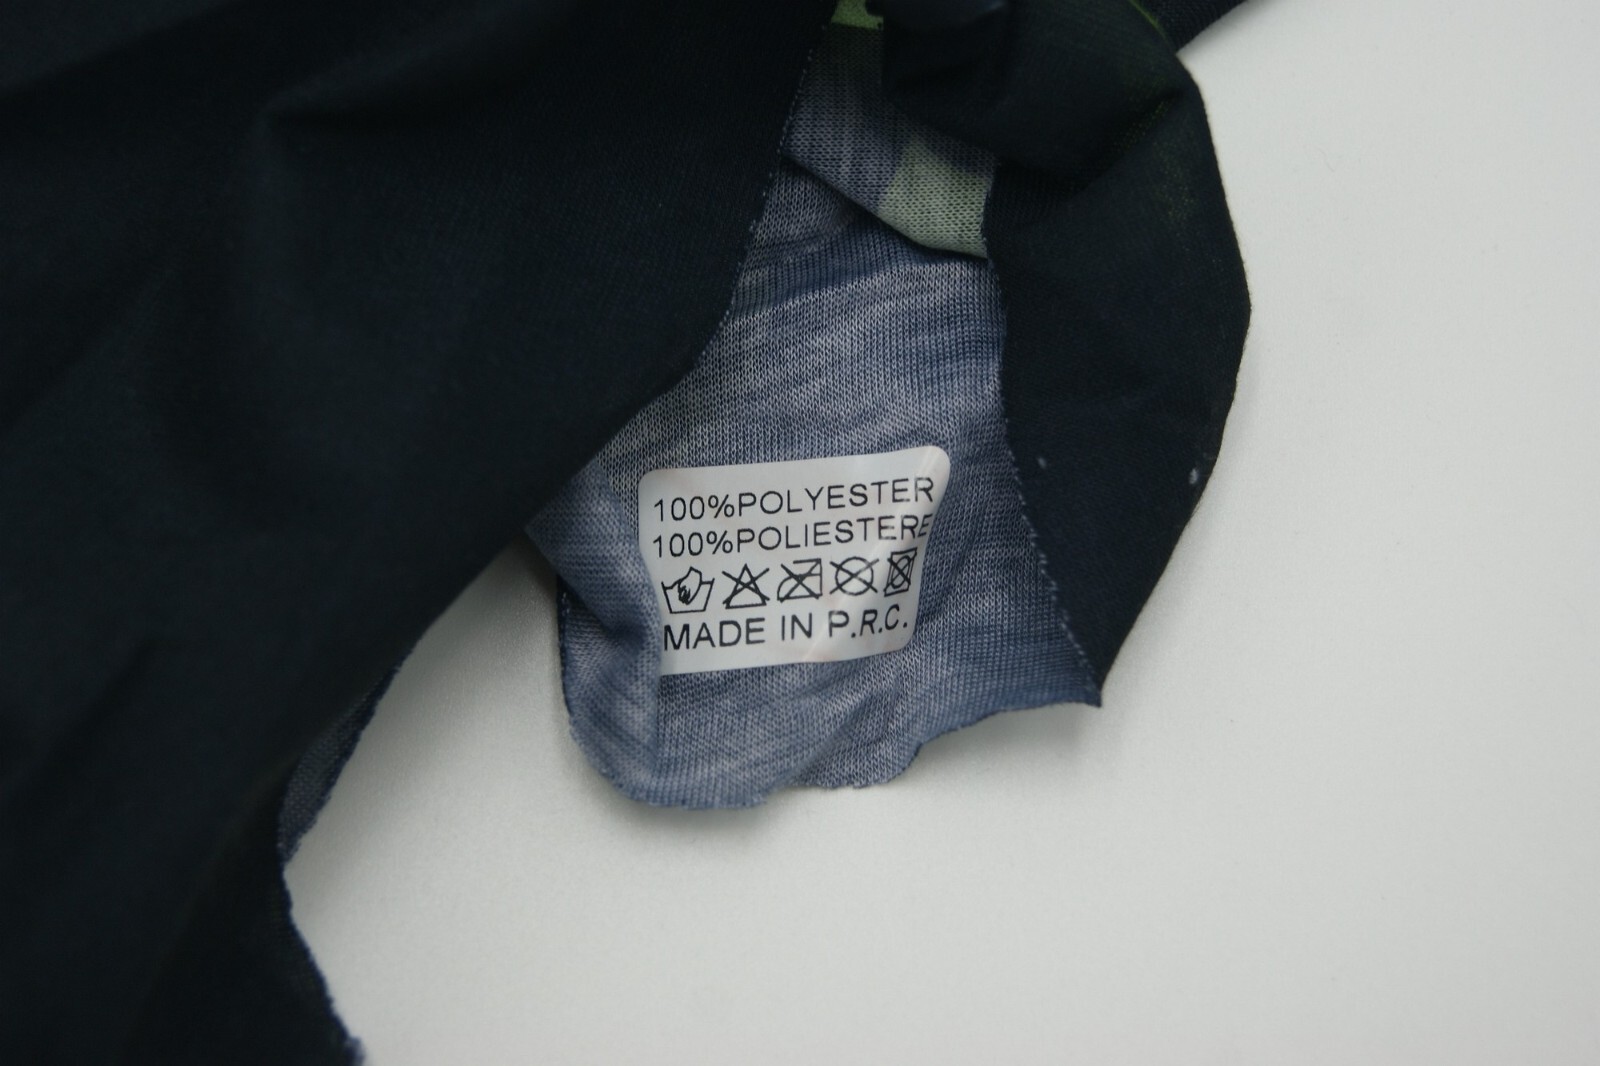 100%POLYESTER
100%POLIESTERE
MADE IN P.R.C.